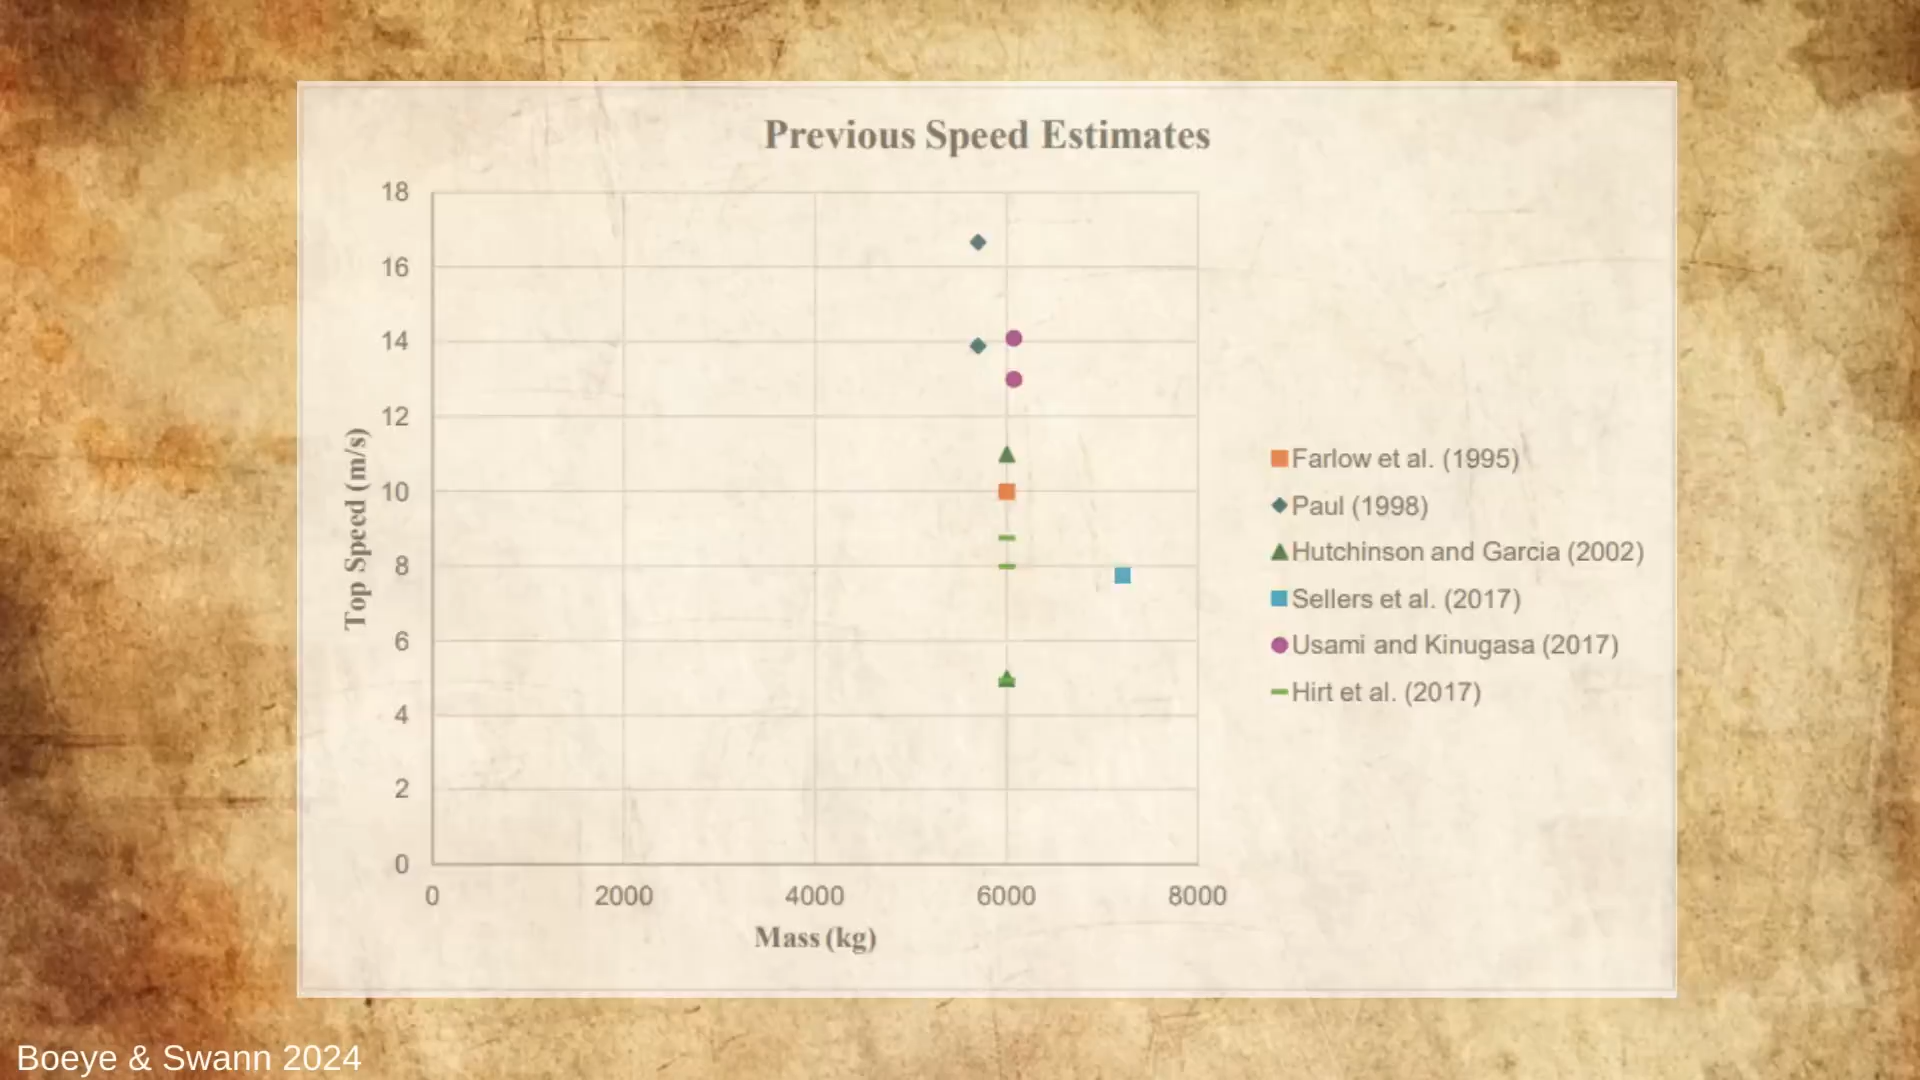 Previous Speed Estimates
18
16
14
12
10
8
6
4
2
0
Top Speed (m/s)
0 2000 4000 6000 8000
Mass (kg)
Farlow et al. (1995)
Paul (1998)
Hutchinson and Garcia (2002)
Sellers et al. (2017)
Usami and Kinugasa (2017)
Hirt et al. (2017)
Boeye & Swann 2024